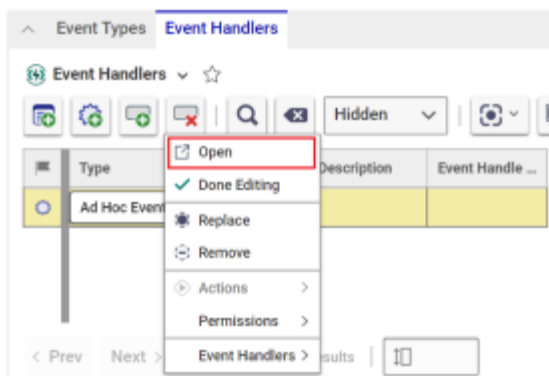 Event Types Event Handlers
Event Handlers
Hidden
Type Description Event Handle ...
Ad Hoc Event
Open
Done Editing
Replace
Remove
Actions
Permissions
Event Handlers
Prev Next